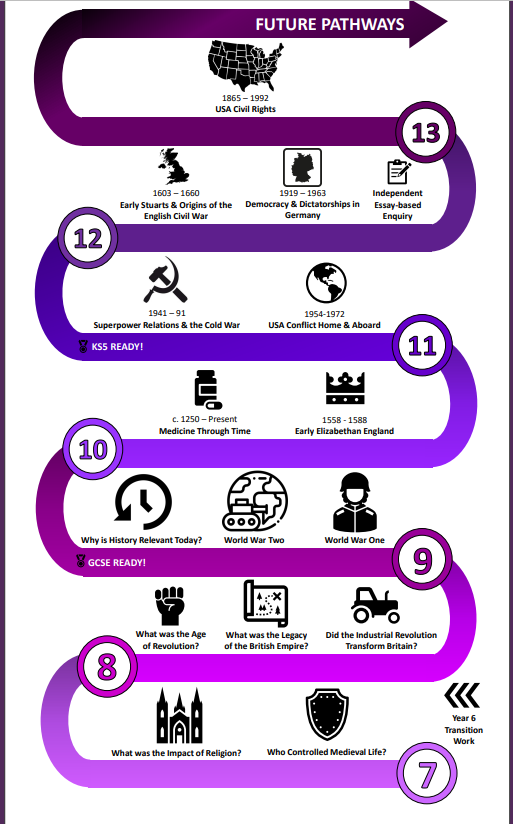 FUTURE PATHWAYS
1865 – 1992
USA Civil Rights
13
1603 – 1660
Early Stuarts & Origins of the
English Civil War
1919 – 1963
Democracy & Dictatorships in
Germany
Independent
Essay-based
Enquiry
12
1941 – 91
Superpower Relations & the Cold War
1954-1972
USA Conflict Home & Aboard
KS5 READY!
11
c. 1250 – Present
Medicine Through Time
1558 - 1588
Early Elizabethan England
10
Why is History Relevant Today?
World War Two
World War One
GCSE READY!
9
What was the Age
of Revolution?
What was the Legacy
of the British Empire?
Did the Industrial Revolution
Transform Britain?
8
What was the Impact of Religion?
Who Controlled Medieval Life?
Year 6
Transition
Work
7